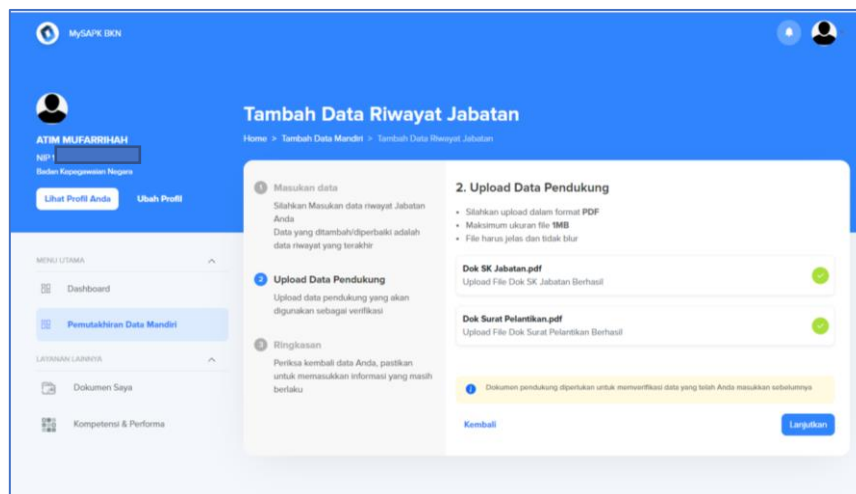 MySAPK BKN
ATIM MUFARRIHAH
NIP 1
Badan Kepegawaian Negara
Lihat Profil Anda
Ubah Profil
MENU UTAMA
Dashboard
Pemutakhiran Data Mandiri
LAYANAN LAINNYA
Dokumen Saya
Kompetensi & Performa
Tambah Data Riwayat Jabatan
Home > Tambah Data Mandiri > Tambah Data Riwayat Jabatan
1 Masukan data
Silahkan Masukan data riwayat Jabatan
Anda
Data yang ditambah/diperbaiki adalah
data riwayat yang terakhir
2 Upload Data Pendukung
Upload data pendukung yang akan
digunakan sebagai verifikasi
3 Ringkasan
Periksa kembali data Anda, pastikan
untuk memasukkan informasi yang masih
berlaku
2. Upload Data Pendukung
• Silahkan upload dalam format PDF
• Maksimum ukuran file 1MB
• File harus jelas dan tidak blur
Dok SK Jabatan.pdf
Upload File Dok SK Jabatan Berhasil
Dok Surat Pelantikan.pdf
Upload File Dok Surat Pelantikan Berhasil
Dokumen pendukung dipertukan untuk memverifikasi data yang telah Anda masukkan sebelumnya
Kembali
Lanjutkan